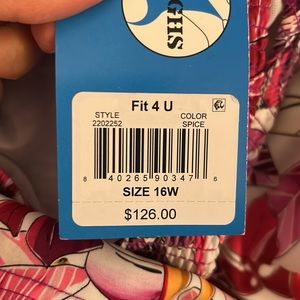 GHS
Fit 4 U
STYLE COLOR
2202252 SPICE
8 40265 90347 6
SIZE 16W
$126.00